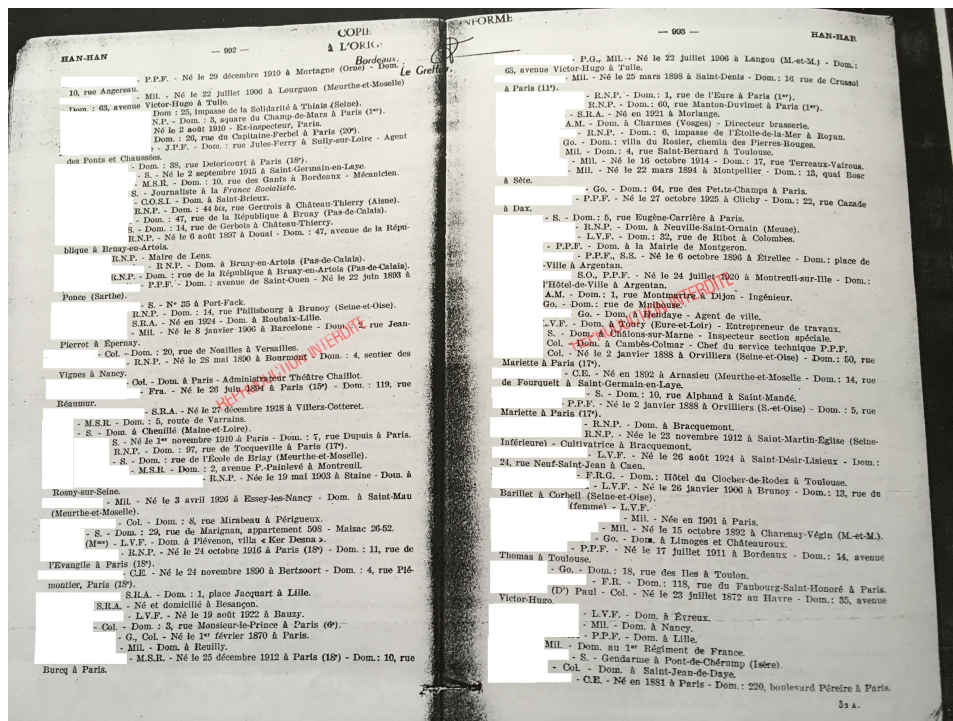 COPIE
à L'ORIG
Bordeaux,
Le Greffier,
NFORME
HAN-HAN
— 992 —
P.P.F. - Né le 29 décembre 1910 à Mortagne (Orne) - Dom.
10, rue Angereau.
- Mil. - Né le 22 juillet 1906 à Lourguon (Meurthe-et-Moselle)
Dom. : 63, avenue Victor-Hugo à Tulle.
Dom : 25, impasse de la Solidarité à Thiais (Seine).
N.P. - Dom. : 3, square du Champ-de-Mars à Paris (1er).
Né le 2 août 1910 - Ex-inspecteur, Paris.
Dom. : 26, rue du Capitaine-Ferbel à Paris (20e).
- J.P.F. - Dom. : rue Jules-Ferry à Sully-sur-Loire - Agent
des Ponts et Chaussées.
- Dom. : 38, rue Deloricourt à Paris (18e).
- S. - Né le 2 septembre 1915 à Saint-Germain-en-Laye.
- M.S.R. - Dom. : 10, rue des Gants à Bordeaux - Mécanicien.
S. - Journaliste à la France Socialiste.
- C.O.S.I. - Dom. à Saint-Brieux.
R.N.P. - Dom. : 44 bis, rue Gertrois à Château-Thierry (Aisne).
- Dom. : 47, rue de la République à Bruay (Pas-de-Calais).
S. - Dom. : 14, rue de Gerbois à Château-Thierry.
R.N.P. - Né le 6 août 1897 à Douai - Dom. : 47, avenue de la Répu-
blique à Bruay-en-Artois.
R.N.P. - Maire de Lens.
- R N.P. - Dom. à Bruay-en-Artois (Pas-de-Calais).
R.N.P. - Dom. : rue de la République à Bruay-en-Artois (Pas-de-Calais).
- P.P.F. - Dom. : avenue de Saint-Ouen - Né le 22 juin 1893 à
Ponce (Sarthe).
- S. - N° 35 à Port-Fack.
R.N.P. - Dom. : 14, rue Philisbourg à Brunoy (Seine-et-Oise).
S.R.A. - Né en 1924 - Dom. à Roubaix-Lille.
- Mil. - Né le 8 janvier 1906 à Barcelone - Dom. : 2, rue Jean-
Pierrot à Épernay.
- Col. - Dom. : 20, rue de Noailles à Versailles.
- R.N.P. - Né le 28 mai 1890 à Bourmont - Dom. : 4, sentier des
Vignes à Nancy.
- Col. - Dom. à Paris - Administrateur Théâtre Chaillot.
- Fra. - Né le 26 juin 1894 à Paris (15e) - Dom. : 119, rue
Réaumur.
- S.R.A. - Né le 27 décembre 1918 à Villers-Cotteret.
- M.S.R. - Dom. : 5, route de Varrains.
- S. - Dom. à Chenillé (Maine-et-Loire).
S. - Né le 1er novembre 1910 à Paris - Dom. : 7, rue Dupuis à Paris.
R.N.P. - Dom. : 97, rue de Tocqueville à Paris (17e).
- S. - Dom. : rue de l'École de Briay (Meurthe-et-Moselle).
- M.S.R. - Dom. : 2, avenue P.-Painlevé à Montreuil.
- R.N.P. - Née le 19 mai 1903 à Staine - Dom. à
Rosny-sur-Seine.
- Mil. - Né le 3 avril 1926 à Essey-les-Nancy - Dom. à Saint-Mau
(Meurthe-et-Moselle).
- Col. - Dom. : 8, rue Mirabeau à Périgueux.
- S. - Dom. : 29, rue de Marignan, appartement 508 - Maizac 26-52.
(Mme) - L.V.F. - Dom. à Plévenon, villa « Ker Desna ».
- R.N.P. - Né le 24 octobre 1916 à Paris (18e) - Dom. : 11, rue de
l'Evangile à Paris (18e).
- C.E. - Né le 24 novembre 1890 à Bertzoort - Dom. : 4, rue Plé-
montier, Paris (18e).
S.R.A. - Dom. : 1, place Jacquart à Lille.
S.R.A. - Né et domicilié à Besançon.
- L.V.F. - Né le 19 août 1922 à Bauzy.
- Col. - Dom. : 3, rue Monsieur-le-Prince à Paris (6e).
- G., Col. - Né le 1er février 1870 à Paris.
- Mil. - Dom. à Reuilly.
- M.S.R. - Né le 25 décembre 1912 à Paris (18e) - Dom. : 10, rue
Burcq à Paris.
REPRODUCTION INTERDITE
— 993 —
HAN-HAR
- P.G., Mil. - Né le 22 juillet 1906 à Langou (M.-et-M.) - Dom. :
65, avenue Victor-Hugo à Tulle.
- Mil. - Né le 25 mars 1898 à Saint-Denis - Dom. : 16, rue de Crussol
à Paris (11e).
- R.N.P. - Dom. : 1, rue de l'Eure à Paris (1er).
R.N.P. - Dom. : 60, rue Manton-Duvimet à Paris (1er).
- S.R.A. - Né en 1921 à Morlange.
A.M. - Dom. à Charmes (Vosges) - Directeur brasserie.
- R.N.P. - Dom. : 6, impasse de l'Étoile-de-la-Mer à Royan.
Go. - Dom. : villa du Rosier, chemin des Pierres-Rouges.
Mil. - Dom. : 4, rue Saint-Bernard à Toulouse.
- Mil. - Né le 16 octobre 1914 - Dom. : 17, rue Terreaux-Vairous.
- Mil. - Né le 22 mars 1894 à Montpellier - Dom. : 13, quai Bosc
à Sète.
- Go. - Dom. : 64, rue des Petits-Champs à Paris.
- P.P.F. - Né le 27 octobre 1925 à Clichy - Dom. : 22, rue Cazade
à Dax.
- S. - Dom. : 5, rue Eugène-Carrière à Paris.
- R.N.P. - Dom. à Neuville-Saint-Ornain (Meuse).
- L.V.F. - Dom. : 32, rue de Ribot à Colombes.
- P.P.F. - Dom. à la Mairie de Montgeron.
- P.P.F., S.S. - Né le 6 octobre 1896 à Étrellec - Dom. : place de
-Ville à Argentan.
S.O., P.P.F. - Né le 24 juillet 1920 à Montreuil-sur-Ille - Dom. :
l'Hôtel-de-Ville à Argentan.
A.M. - Dom. : 1, rue Montmartre à Dijon - Ingénieur.
Go. - Dom. : rue de Mulhouse.
Go. - Dom. à Hendaye - Agent de ville.
L.V.F. - Dom. à Roury (Eure-et-Loir) - Entrepreneur de travaux.
S. - Dom. à Châlons-sur-Marne - Inspecteur section spéciale.
Col. - Dom. à Cambès-Colmar - Chef du service technique P.P.F.
Col. - Né le 2 janvier 1888 à Orvilliers (Seine-et-Oise) - Dom. : 50, rue
Mariette à Paris (17e).
- C.E. - Né en 1892 à Arnasieu (Meurthe-et-Moselle - Dom. : 14, rue
de Fourquelt à Saint-Germain-en-Laye.
- S. - Dom. : 10, rue Alphand à Saint-Mandé.
- P.P.F. - Né le 2 janvier 1888 à Orvilliers (S.-et-Oise) - Dom. : 5, rue
Mariette à Paris (17e).
- R.N.P. - Dom. à Bracquemont.
R.N.P. - Née le 23 novembre 1912 à Saint-Martin-Église (Seine-
Inférieure) - Cultivatrice à Bracquemont.
- L.V.F. - Né le 26 août 1924 à Saint-Désir-Lisieux - Dom. :
24, rue Neuf-Saint-Jean à Caen.
- F.R.G. - Dom. : Hôtel du Clocher-de-Rodez à Toulouse.
- L.V.F. - Né le 26 janvier 1906 à Brunoy - Dom. : 13, rue du
Barillet à Corbeil (Seine-et-Oise).
(femme) - L.V.F.
- Mil. - Née en 1901 à Paris.
- Mil. - Né le 15 octobre 1892 à Charenay-Végin (M.-et-M.).
- Go. - Dom. à Limoges et Châteauroux.
- P.P.F. - Né le 17 juillet 1911 à Bordeaux - Dom. : 14, avenue
Thomas à Toulouse.
- Go. - Dom. : 18, rue des Iles à Toulon.
- F.R. - Dom. : 118, rue du Faubourg-Saint-Honoré à Paris.
(Dr) Paul - Col. - Né le 23 juillet 1872 au Havre - Dom. : 35, avenue
Victor-Hugo.
- L.V.F. - Dom. à Évreux.
- Mil. - Dom. à Nancy.
- P.P.F. - Dom. à Lille.
Mil. - Dom. au 1er Régiment de France.
- S. - Gendarme à Pont-de-Chérump (Isère).
- Col. - Dom. à Saint-Jean-de-Daye.
- C.E. - Né en 1881 à Paris - Dom. : 220, boulevard Péreire à Paris.
32 A.
REPRODUCTION INTERDITE